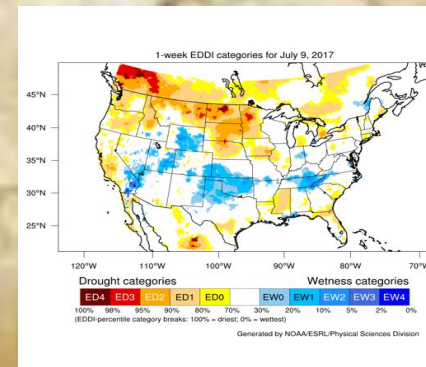 1-week EDDI categories for July 9, 2017
45°N
40°N
35°N
30°N
25°N
120°W 110°W 100°W 90°W 80°W 70°W
Drought categories Wetness categories
ED4 ED3 ED2 ED1 ED0 EW0 EW1 EW2 EW3 EW4
100% 98% 95% 90% 80% 70% 30% 20% 10% 5% 2% 0%
(EDDI-percentile category breaks: 100% = driest; 0% = wettest)
Generated by NOAA/ESRL/Physical Sciences Division